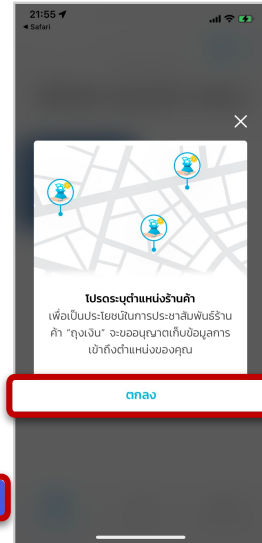 21:55
◄ Safari
โปรดระบุตำแหน่งร้านค้า
เพื่อเป็นประโยชน์ในการประชาสัมพันธ์ร้าน
ค้า "ถุงเงิน" จะขออนุญาตเก็บข้อมูลการ
เข้าถึงตำแหน่งของคุณ
ตกลง